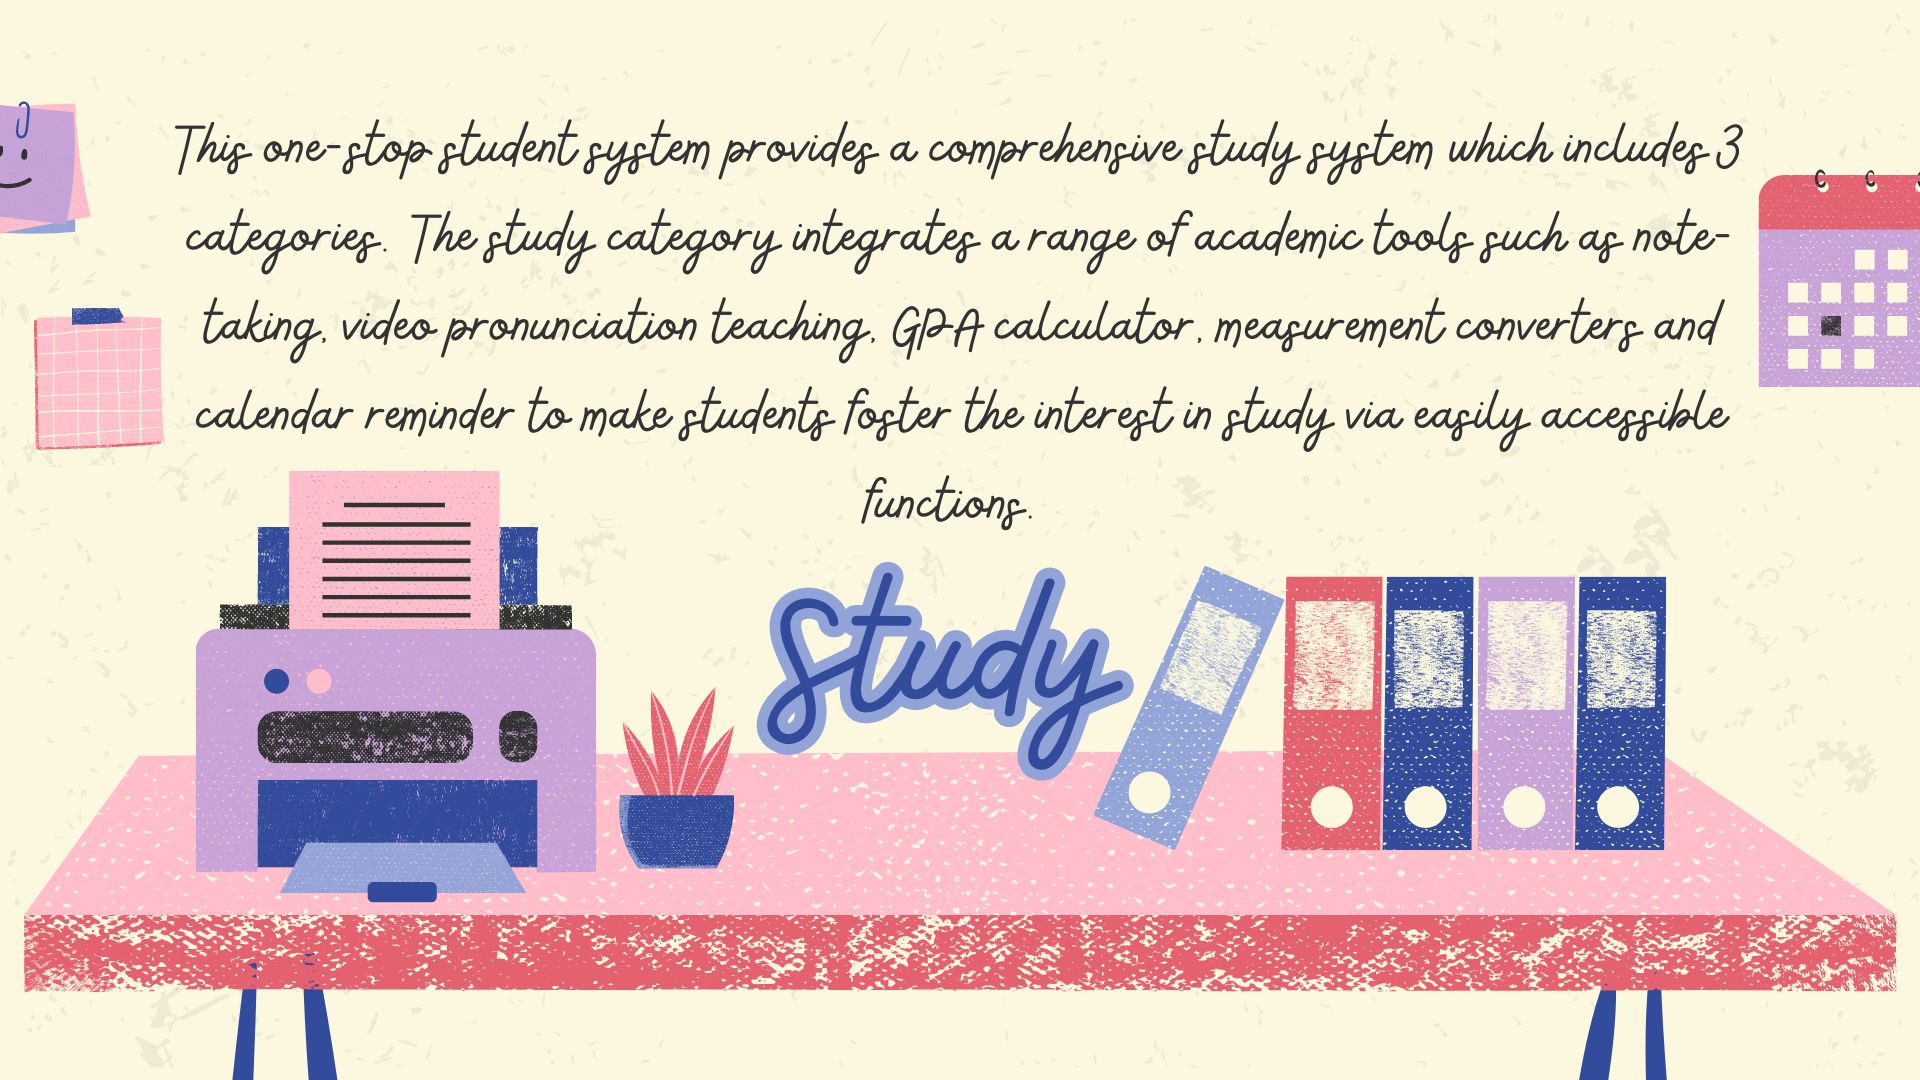 This one-stop student system provides a comprehensive study system which includes 3
categories. The study category integrates a range of academic tools such as note-
taking, video pronunciation teaching, GPA calculator, measurement converters and
calendar reminder to make students foster the interest in study via easily accessible
functions.
Study